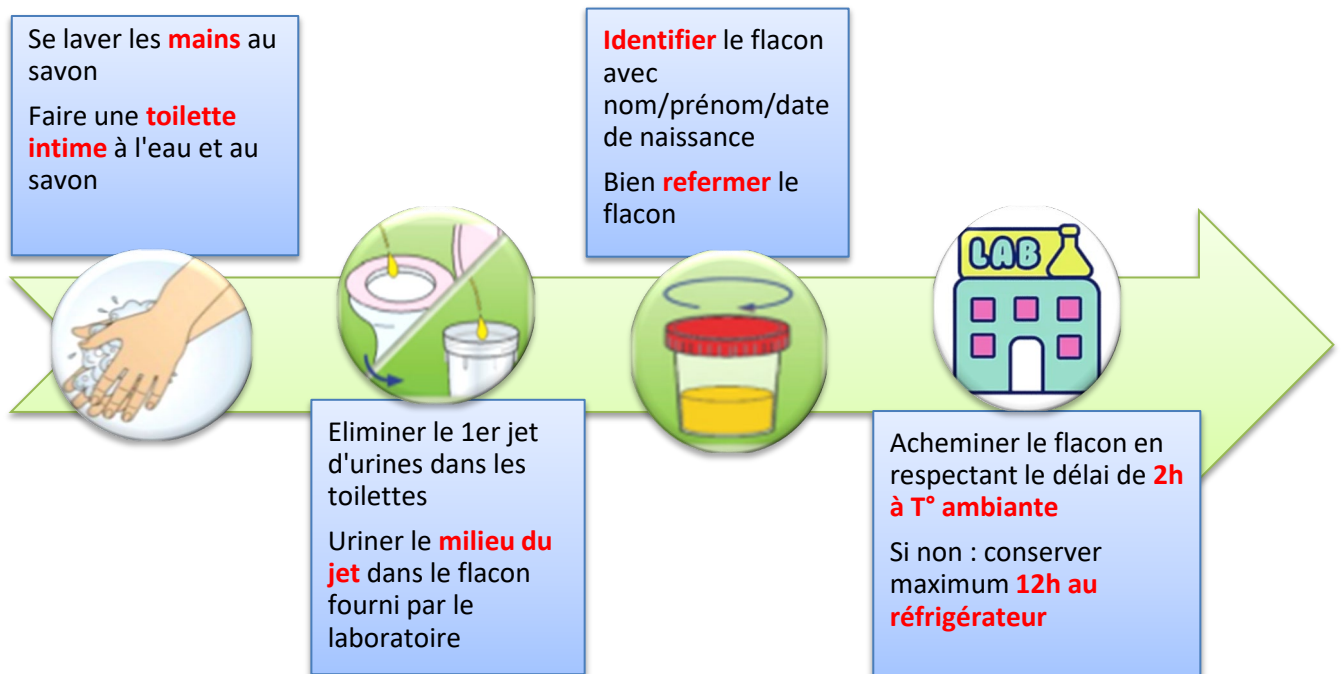 Se laver les mains au
savon
Faire une toilette
intime à l'eau et au
savon
Eliminer le 1er jet
d'urines dans les
toilettes
Uriner le milieu du
jet dans le flacon
fourni par le
laboratoire
Identifier le flacon
avec
nom/prénom/date
de naissance
Bien refermer le
flacon
LAB
Acheminer le flacon en
respectant le délai de 2h
à T° ambiante
Si non : conserver
maximum 12h au
réfrigérateur